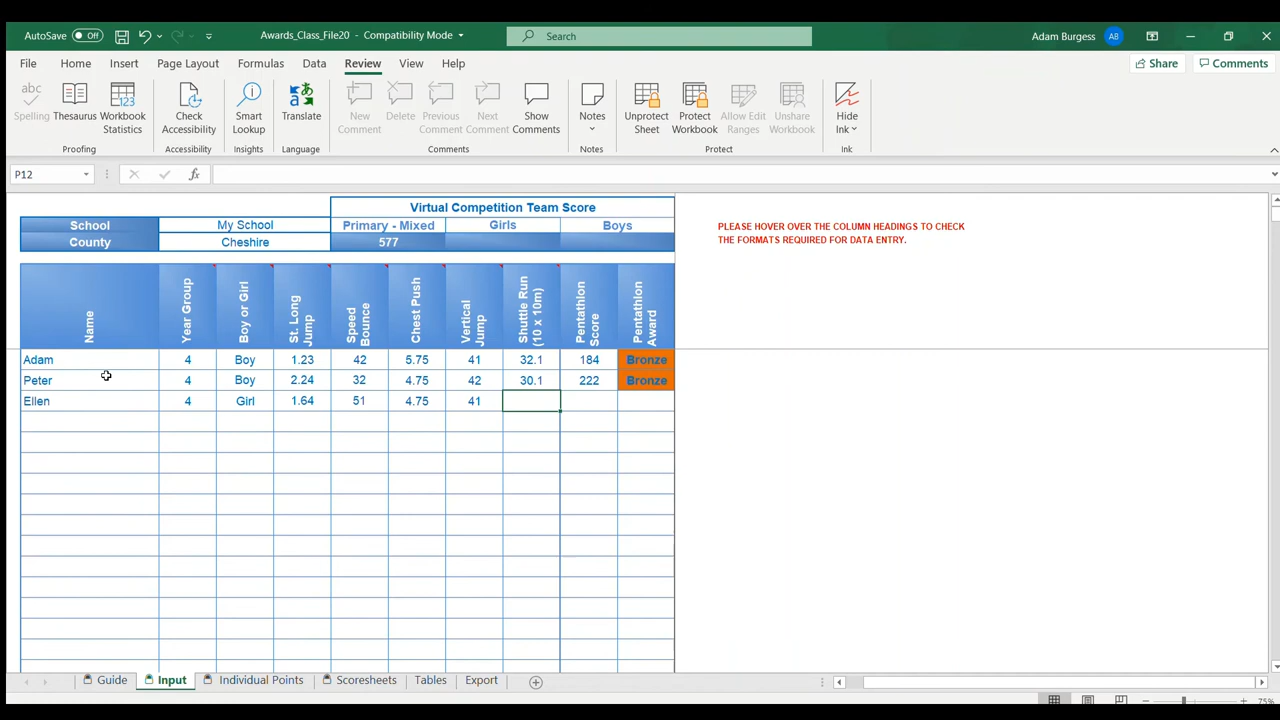 AutoSave Off
Awards_Class_File20 - Compatibility Mode
Search
Adam Burgess AB
File Home Insert Page Layout Formulas Data Review View Help
Share Comments
abc
Spelling
Thesaurus
Workbook Statistics
Check Accessibility
Smart Lookup
Translate
New Comment
Delete
Previous Comment
Next Comment
Show Comments
Notes
Unprotect Sheet
Protect Workbook
Allow Edit Ranges
Unshare Workbook
Hide Ink
Proofing Accessibility Insights Language Comments Notes Protect Ink
P12 fx
Virtual Competition Team Score
School My School Primary - Mixed Girls Boys
County Cheshire 577
PLEASE HOVER OVER THE COLUMN HEADINGS TO CHECK
THE FORMATS REQUIRED FOR DATA ENTRY.
Name
Year Group
Boy or Girl
St. Long Jump
Speed Bounce
Chest Push
Vertical Jump
Shuttle Run (10 x 10m)
Pentathlon Score
Pentathlon Award
Adam 4 Boy 1.23 42 5.75 41 32.1 184 Bronze
Peter 4 Boy 2.24 32 4.75 42 30.1 222 Bronze
Ellen 4 Girl 1.64 51 4.75 41
Guide Input Individual Points Scoresheets Tables Export
75%